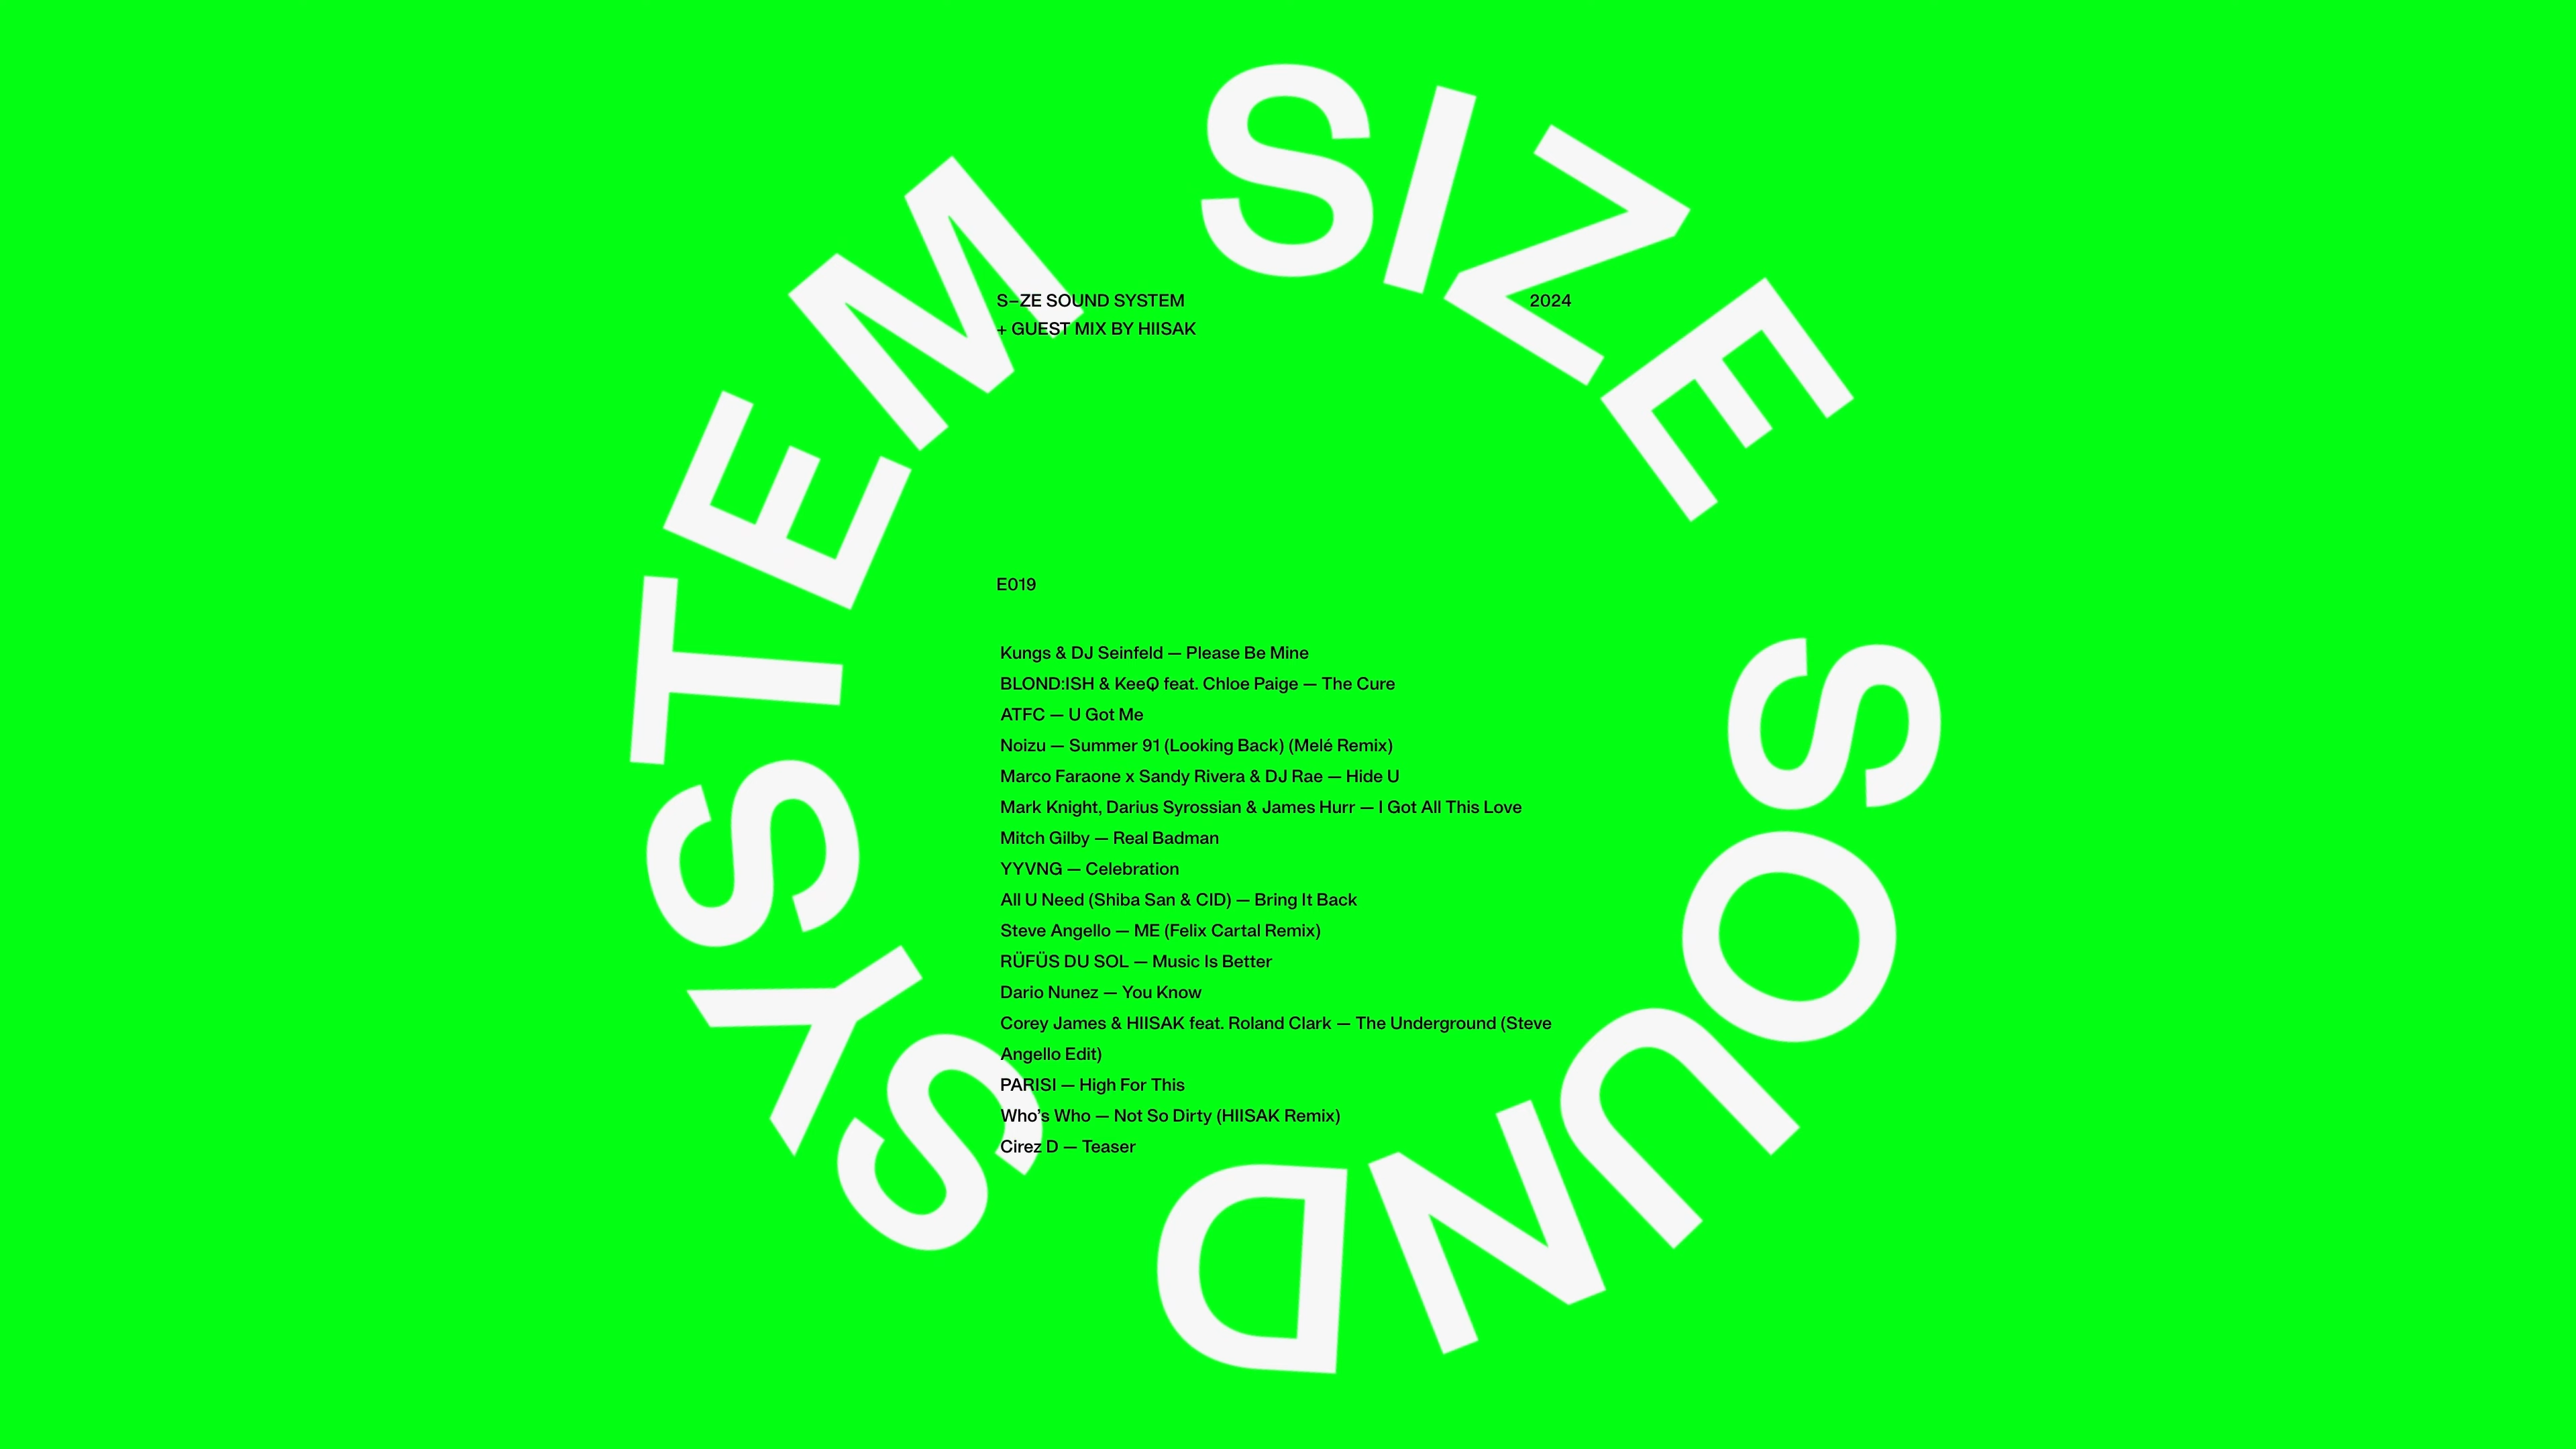 SIZE SOUND SYSTEM
S–ZE SOUND SYSTEM
2024
+ GUEST MIX BY HIISAK
E019
Kungs & DJ Seinfeld — Please Be Mine
BLOND:ISH & KeeQ feat. Chloe Paige — The Cure
ATFC — U Got Me
Noizu — Summer 91 (Looking Back) (Melé Remix)
Marco Faraone x Sandy Rivera & DJ Rae — Hide U
Mark Knight, Darius Syrossian & James Hurr — I Got All This Love
Mitch Gilby — Real Badman
YYVNG — Celebration
All U Need (Shiba San & CID) — Bring It Back
Steve Angello — ME (Felix Cartal Remix)
RÜFÜS DU SOL — Music Is Better
Dario Nunez — You Know
Corey James & HIISAK feat. Roland Clark — The Underground (Steve
Angello Edit)
PARISI — High For This
Who’s Who — Not So Dirty (HIISAK Remix)
Cirez D — Teaser